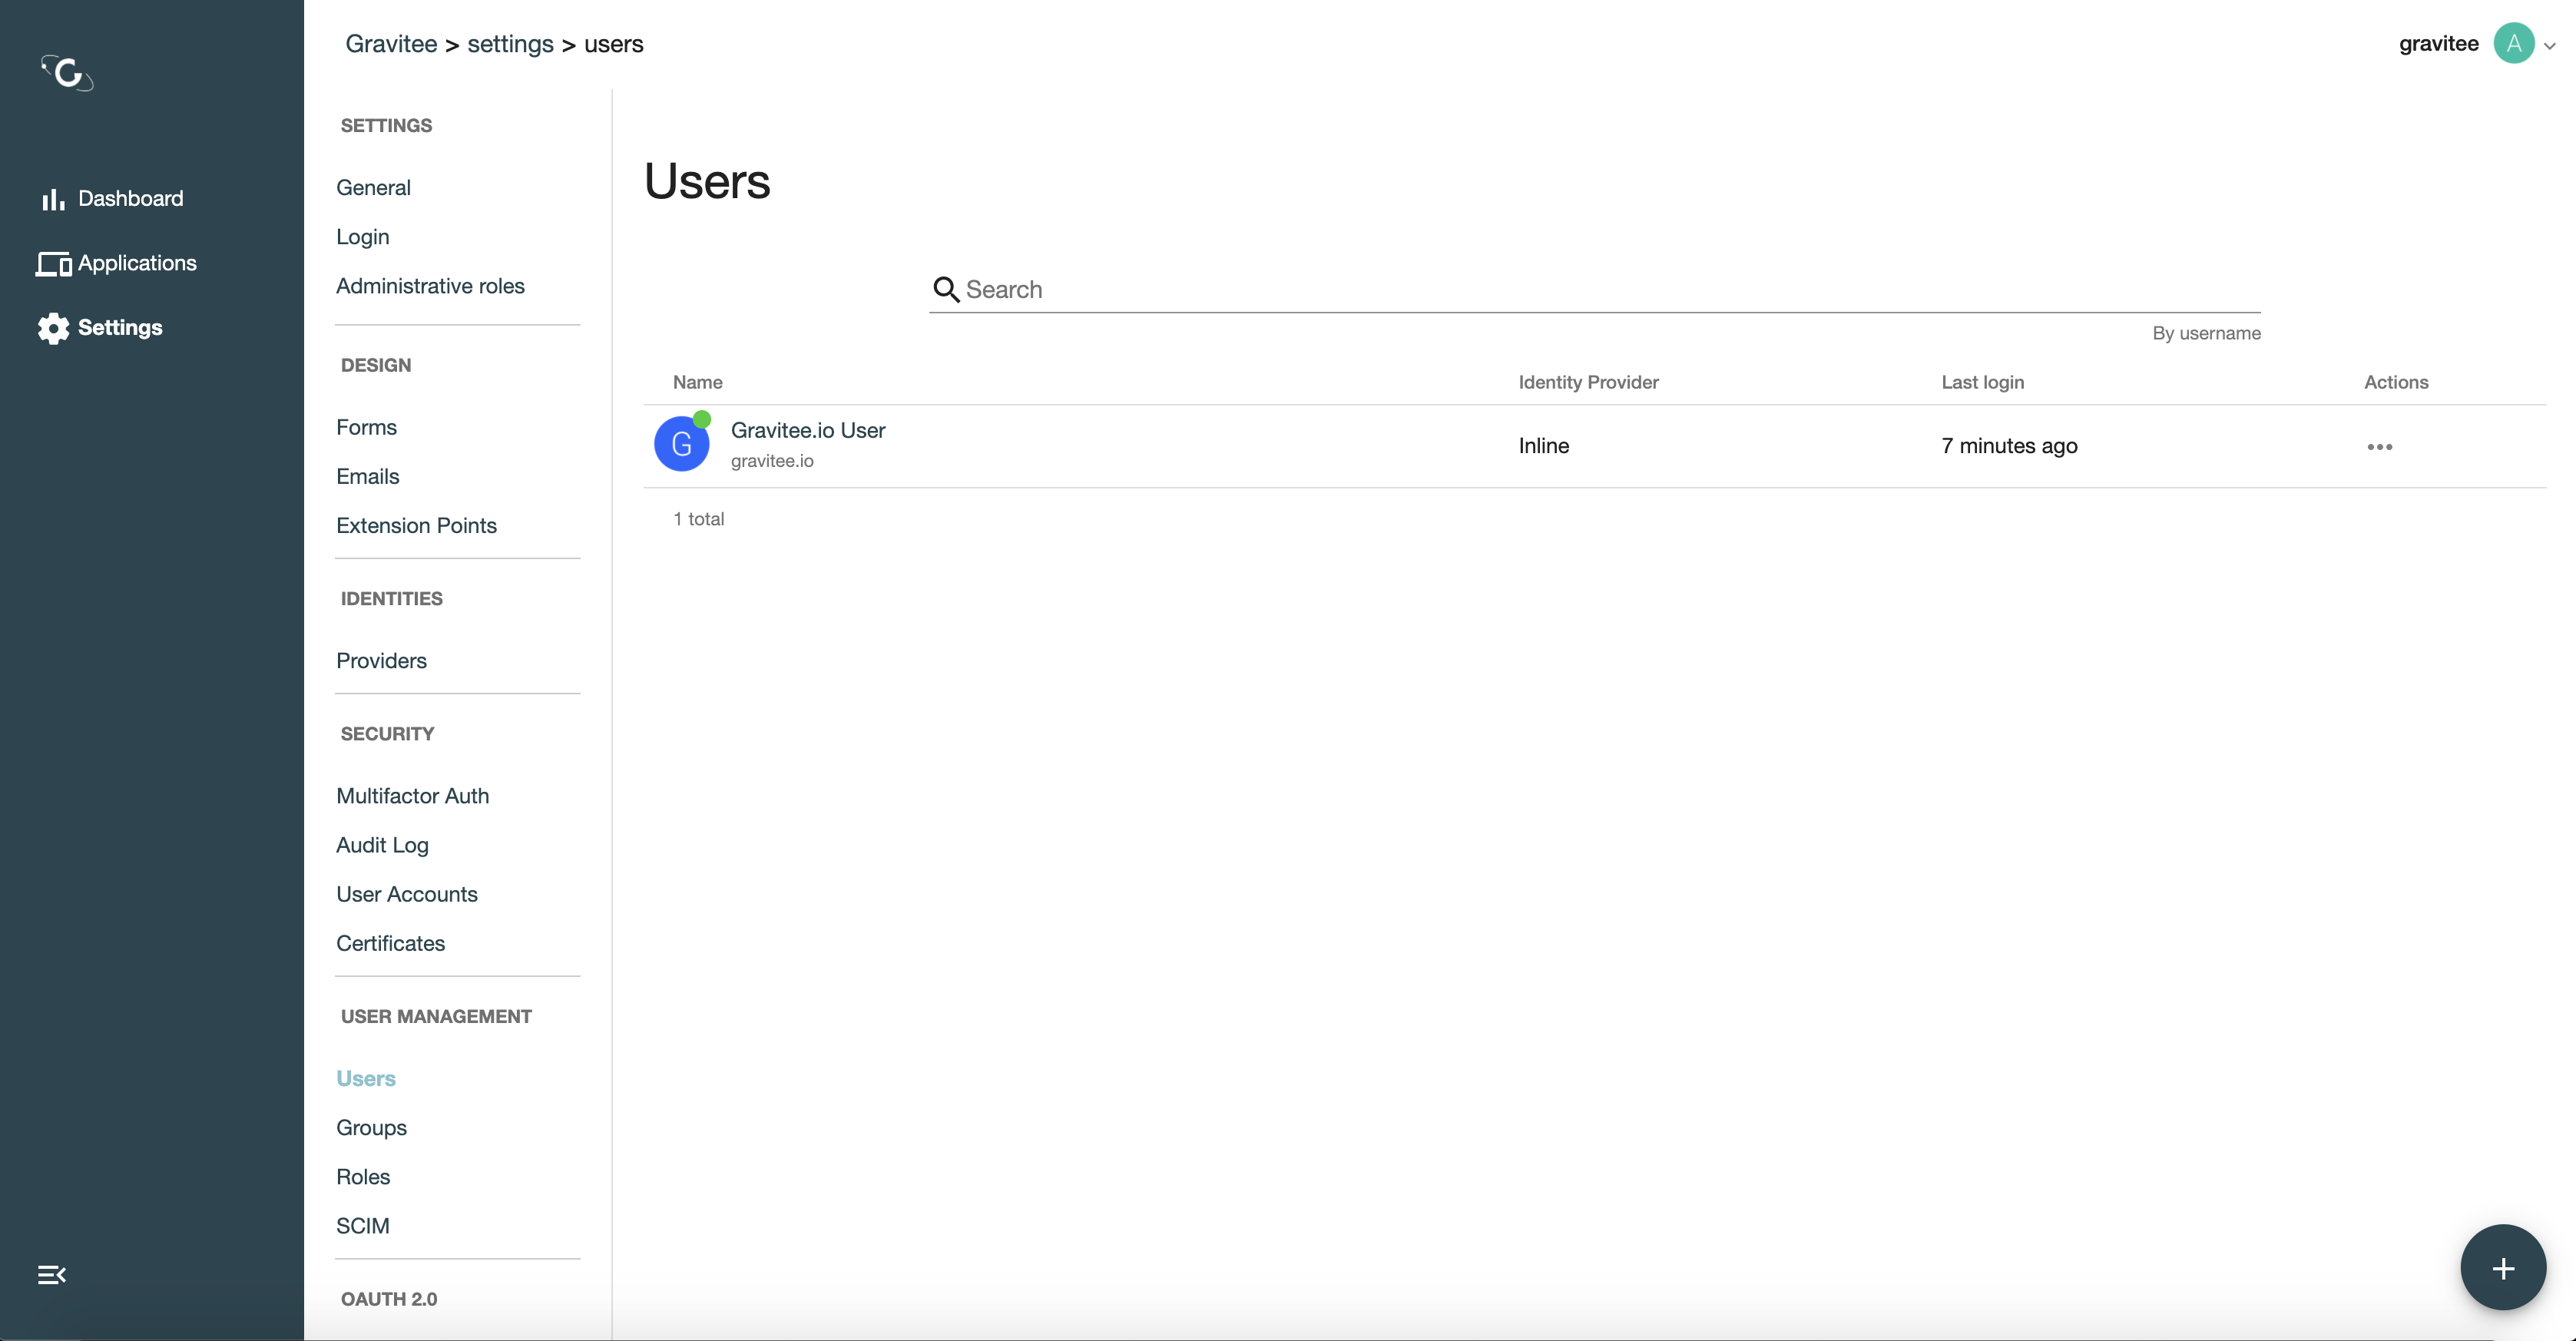 Gravitee > settings > users
gravitee A
Dashboard
Applications
Settings
SETTINGS
General
Login
Administrative roles
DESIGN
Forms
Emails
Extension Points
IDENTITIES
Providers
SECURITY
Multifactor Auth
Audit Log
User Accounts
Certificates
USER MANAGEMENT
Users
Groups
Roles
SCIM
OAUTH 2.0
Users
Search
By username
Name Identity Provider Last login Actions
G Gravitee.io User Inline 7 minutes ago
gravitee.io
1 total